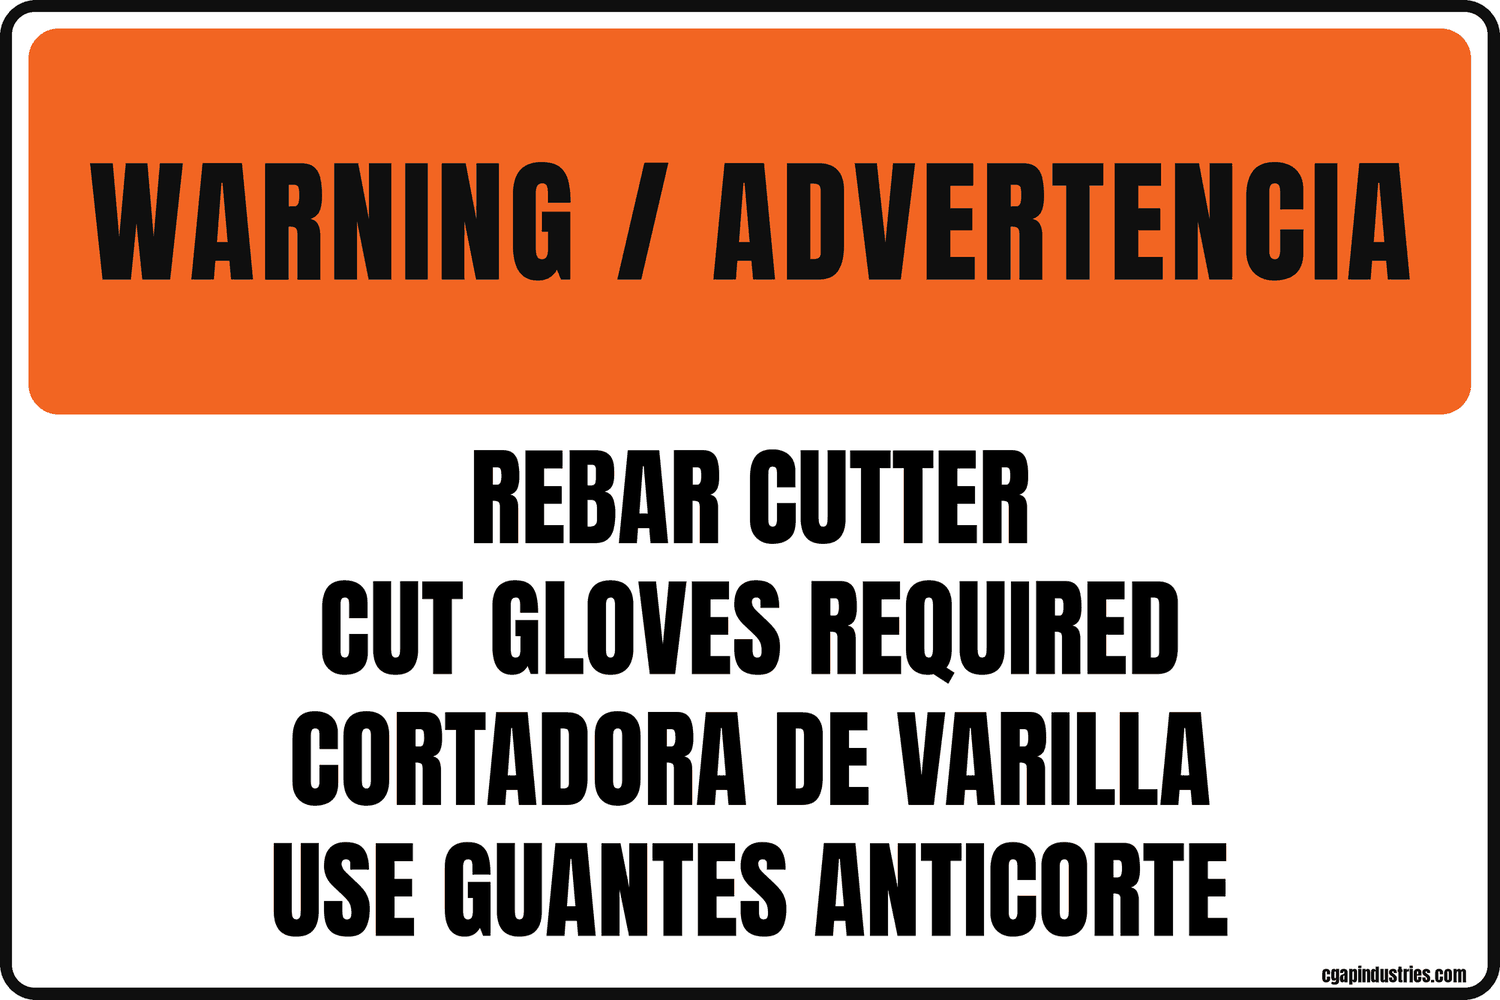 WARNING / ADVERTENCIA
REBAR CUTTER
CUT GLOVES REQUIRED
CORTADORA DE VARILLA
USE GUANTES ANTICORTE
cgapindustries.com